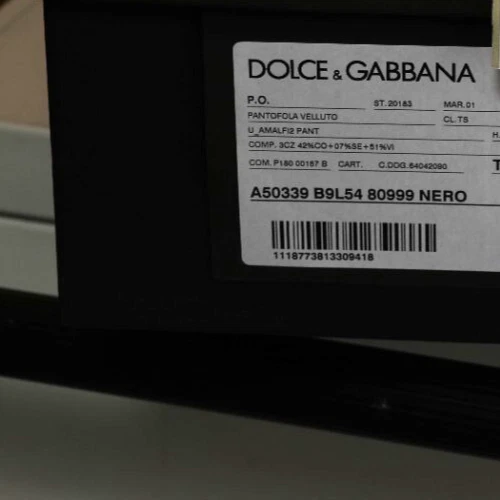 DOLCE & GABBANA
P.O. ST. 20183 MAR.01
PANTOFOLA VELLUTO CL.TS
U_AMALFI2 PANT H.
COMP. 3CZ 42%CO+07%SE+51%VI
COM. P180 00167 B CART. C.DDG.64042090 T
A50339 B9L54 80999 NERO
1118773813309418